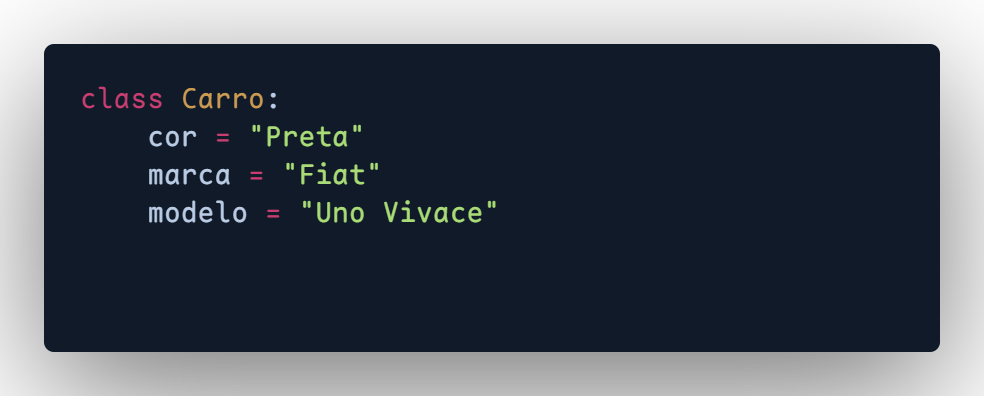 class Carro:
    cor = "Preta"
    marca = "Fiat"
    modelo = "Uno Vivace"